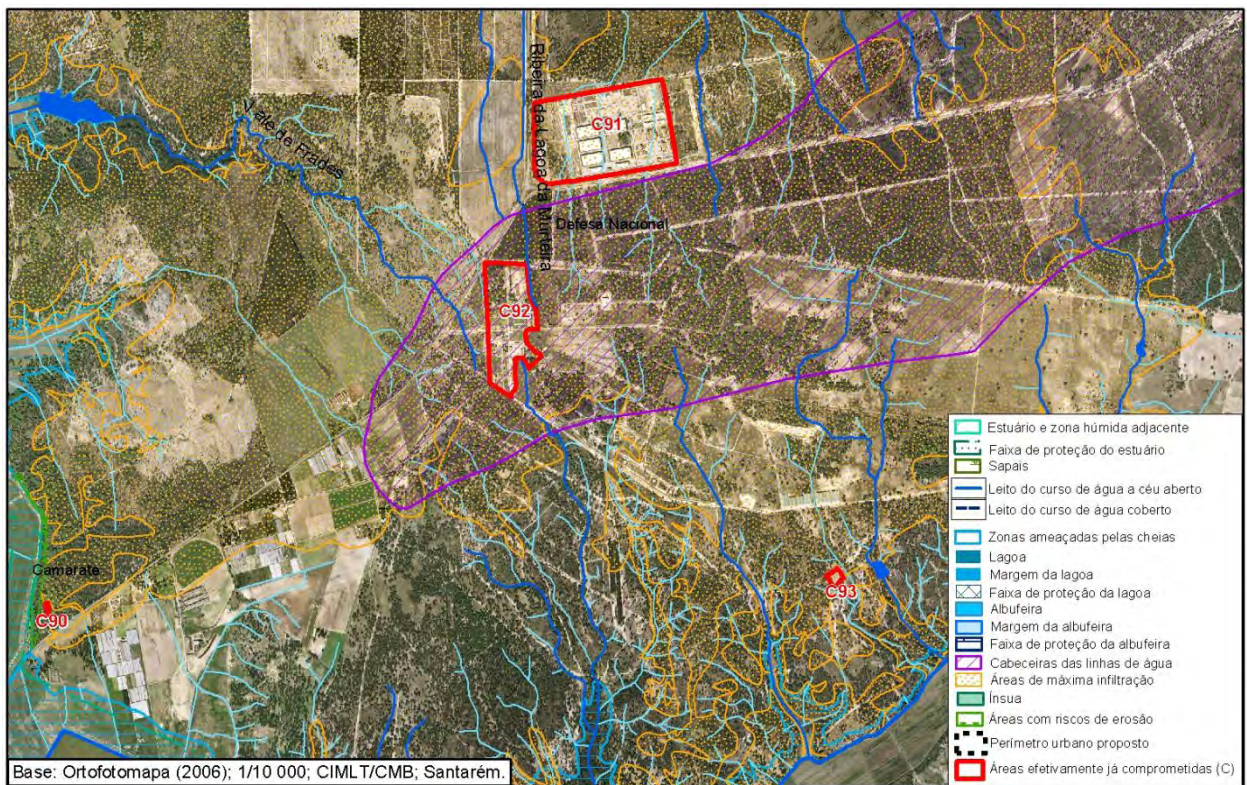 C91
Ribeira da Lagoa da Murteira
Vale de Frades
Defesa Nacional
C92
Camarate
C90
C93
Estuário e zona húmida adjacente
Faixa de proteção do estuário
Sapais
Leito do curso de água a céu aberto
Leito do curso de água coberto
Zonas ameaçadas pelas cheias
Lagoa
Margem da lagoa
Faixa de proteção da lagoa
Albufeira
Margem da albufeira
Faixa de proteção da albufeira
Cabeceiras das linhas de água
Áreas de máxima infiltração
Ínsua
Áreas com riscos de erosão
Perímetro urbano proposto
Áreas efetivamente já comprometidas (C)
Base: Ortofotomapa (2006); 1/10 000; CIMLT/CMB; Santarém.